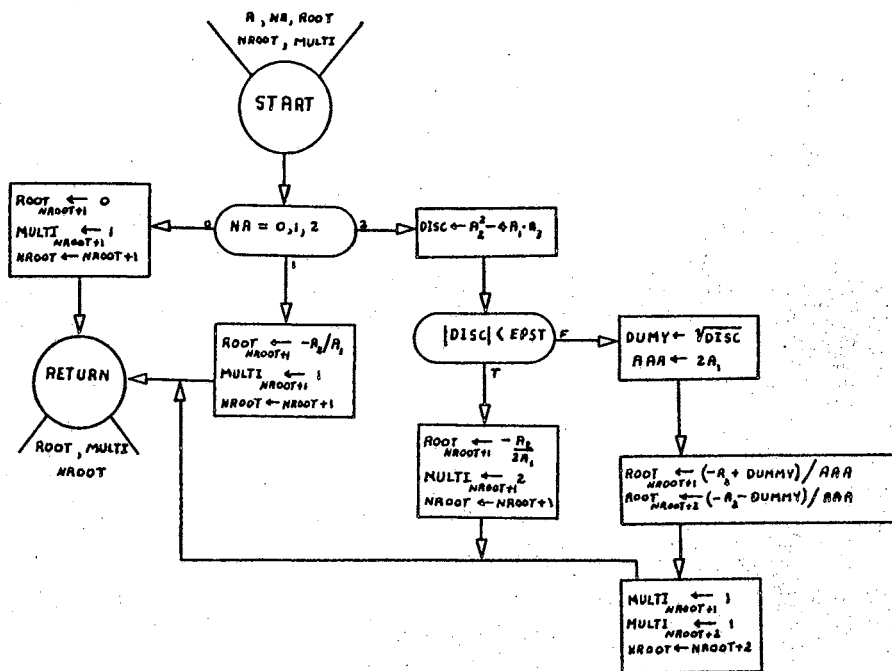 A, NA, ROOT
NROOT, MULTI
START
ROOT NROOT+1 ← 0
MULTI NROOT+1 ← 1
NROOT ← NROOT+1
0
NA = 0,1,2
2
DISC ← A₂² - 4A₁·A₃
1
ROOT NROOT+1 ← -A₂/A₁
MULTI NROOT+1 ← 1
NROOT ← NROOT+1
|DISC| < EPST
F
DUMY ← √DISC
AAA ← 2A₁
T
RETURN
ROOT, MULTI
NROOT
ROOT NROOT+1 ← -A₂/2A₁
MULTI NROOT+1 ← 2
NROOT ← NROOT+1
ROOT NROOT+1 ← (-A₂ + DUMMY)/AAA
ROOT NROOT+2 ← (-A₂ - DUMMY)/AAA
MULTI NROOT+1 ← 1
MULTI NROOT+2 ← 1
NROOT ← NROOT+2